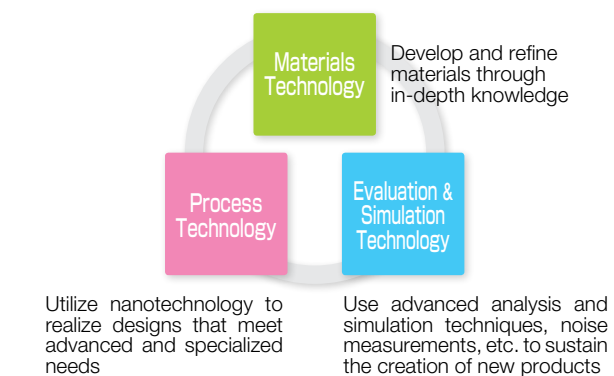 Materials
Technology
Develop and refine
materials through
in-depth knowledge
Process
Technology
Evaluation &
Simulation
Technology
Utilize nanotechnology to
realize designs that meet
advanced and specialized
needs
Use advanced analysis and
simulation techniques, noise
measurements, etc. to sustain
the creation of new products